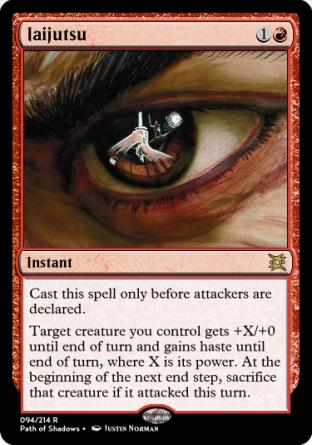 Iaijutsu 1
Instant
Cast this spell only before attackers are
declared.
Target creature you control gets +X/+0
until end of turn and gains haste until
end of turn, where X is its power. At the
beginning of the next end step, sacrifice
that creature if it attacked this turn.
094/214 R
Path of Shadows • Justin Norman